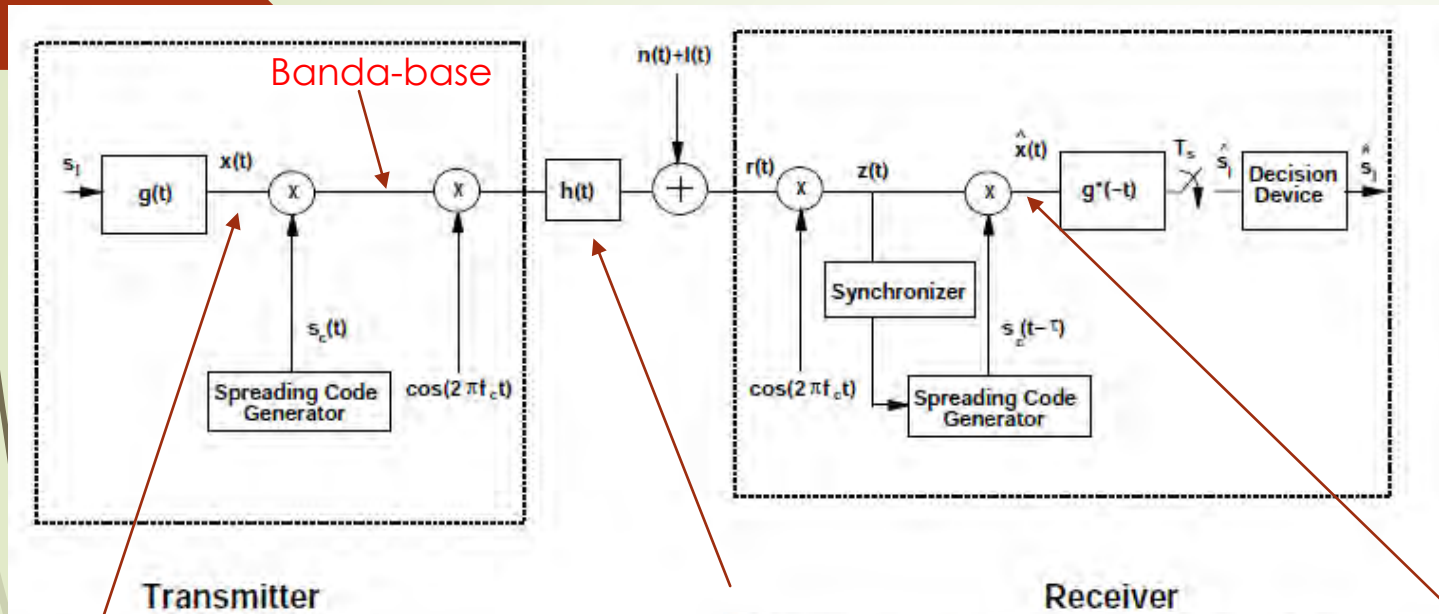 Banda-base
n(t)+I(t)
s_l
g(t)
x(t)
X
X
h(t)
+
r(t)
X
z(t)
X
x̂(t)
g*(-t)
T_s
ŝ_l
Decision
Device
ŝ_l
s_c(t)
Spreading Code
Generator
cos(2πf_ct)
cos(2πf_ct)
Synchronizer
s_c(t-τ)
Spreading Code
Generator
Transmitter
Receiver